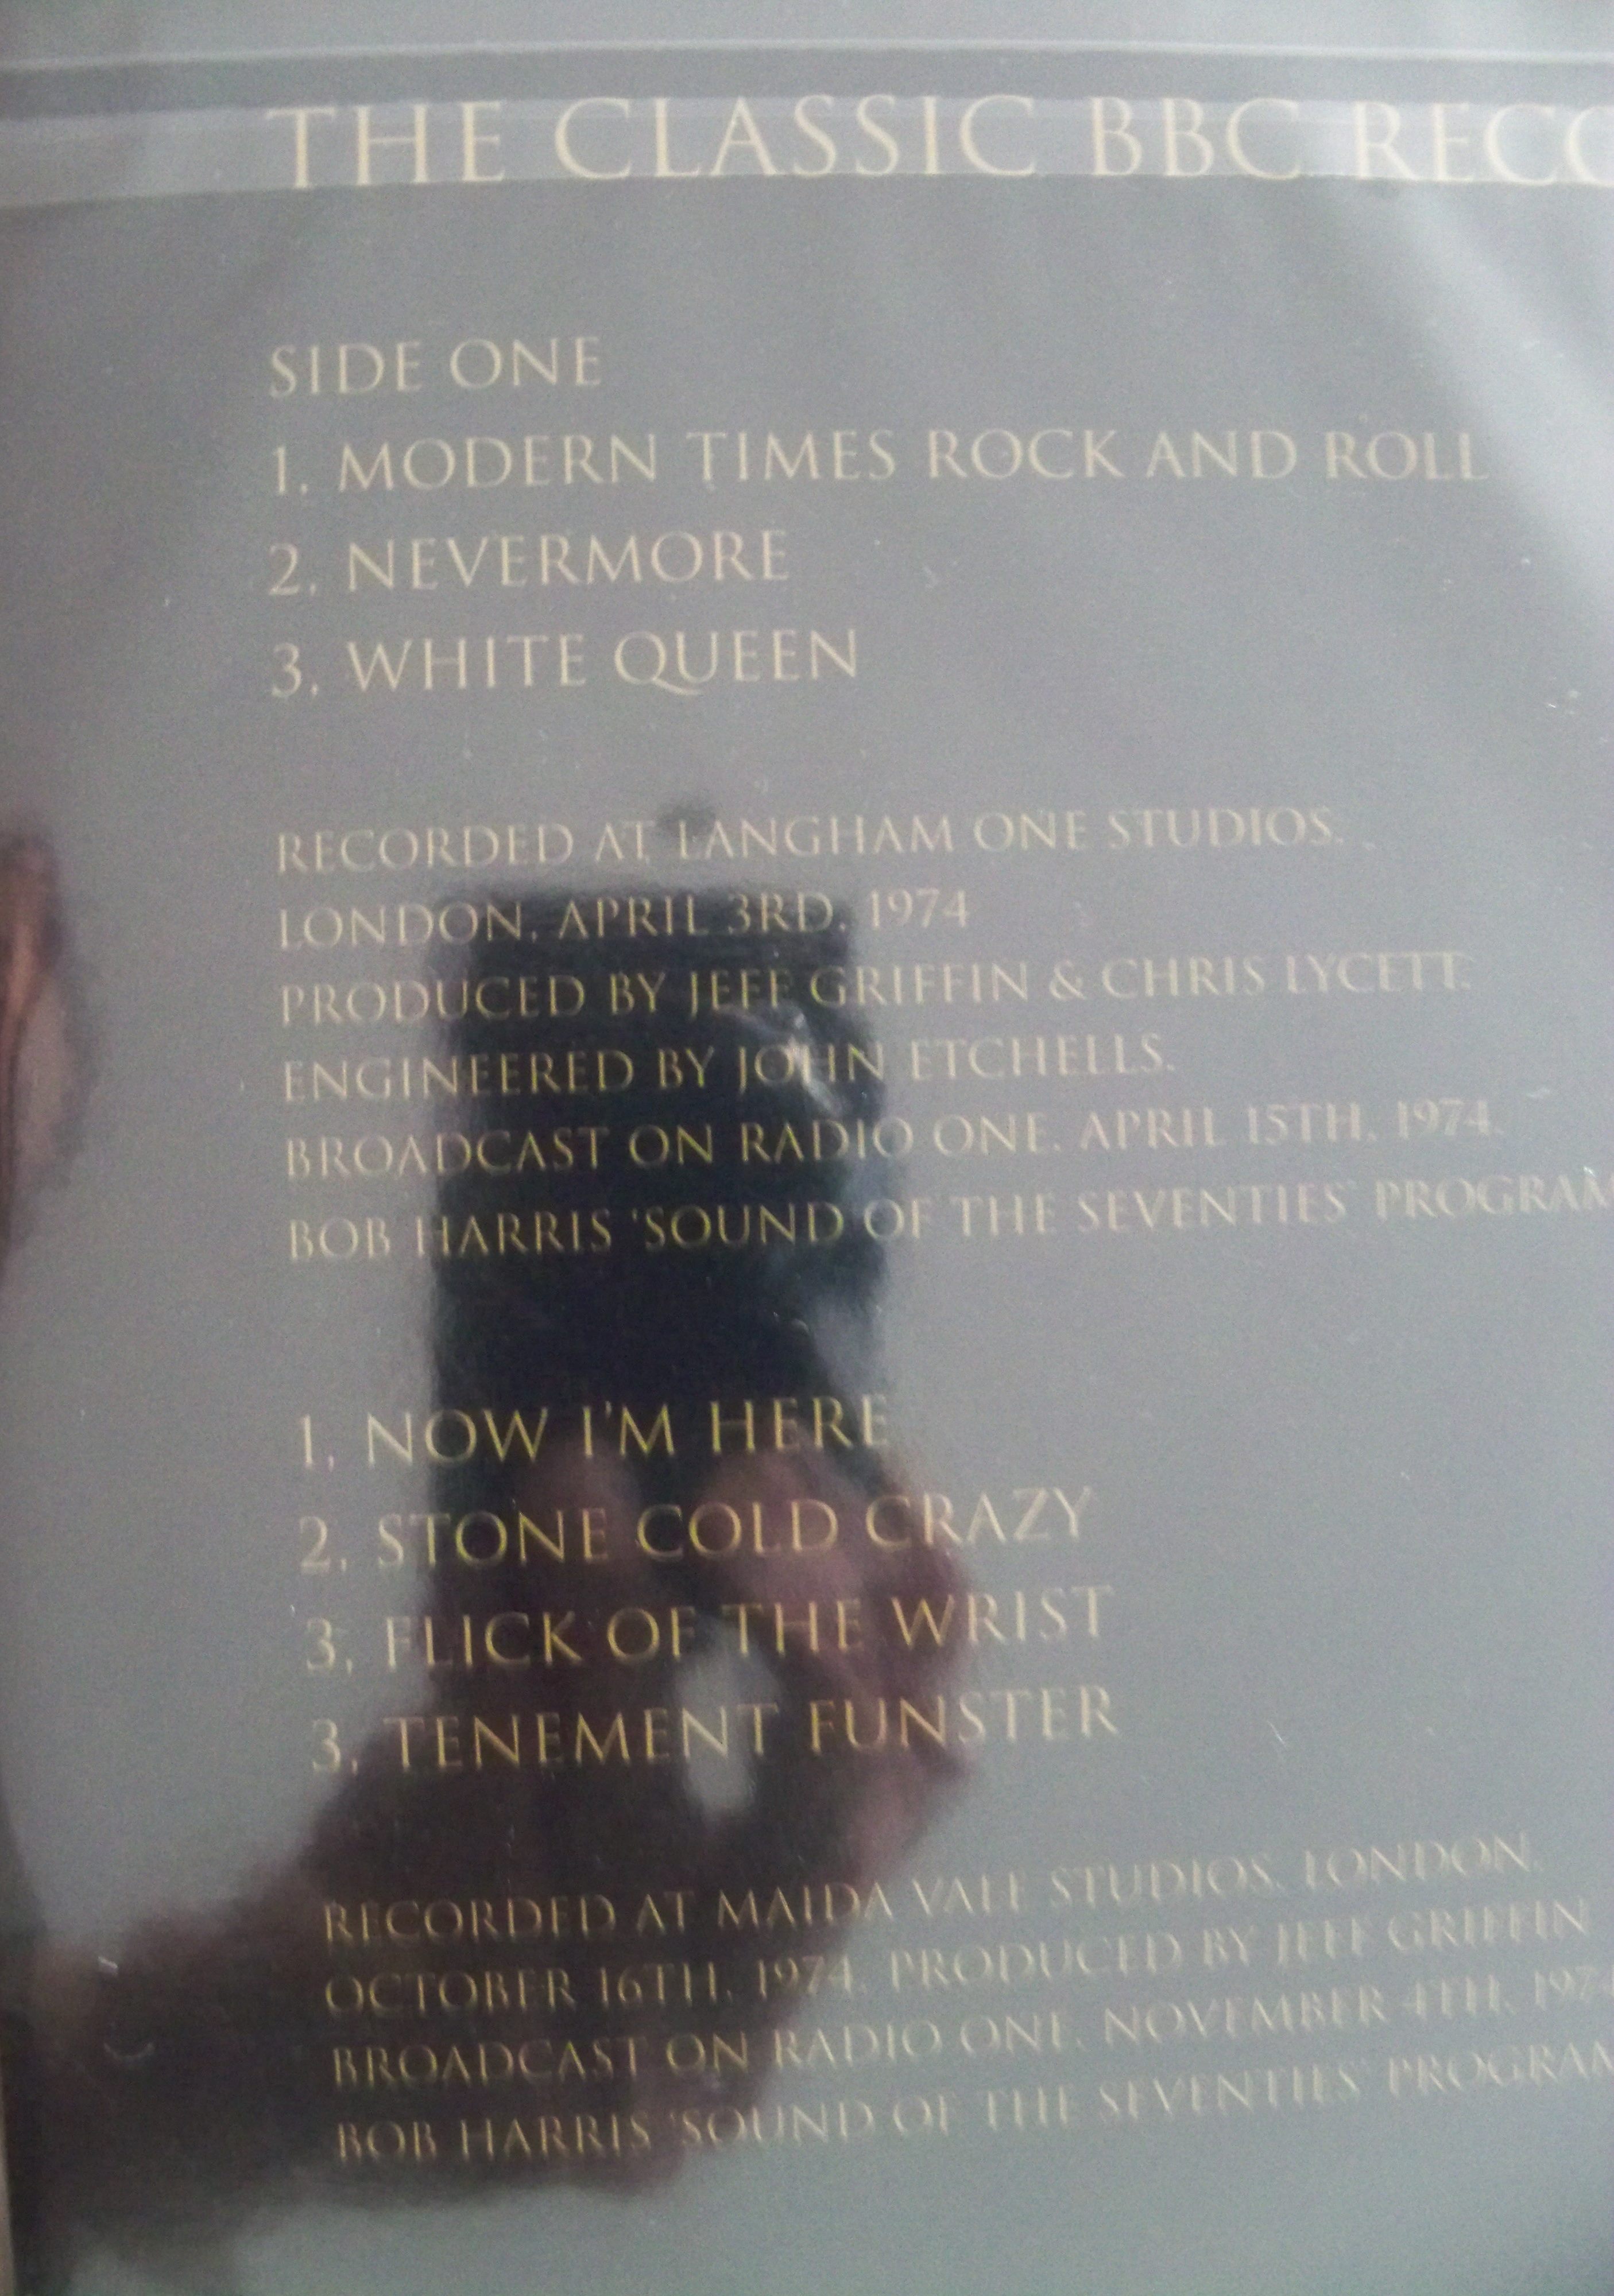 THE CLASSIC BBC RECO
SIDE ONE
1. MODERN TIMES ROCK AND ROLL
2. NEVERMORE
3. WHITE QUEEN
RECORDED AT LANGHAM ONE STUDIOS.
LONDON, APRIL 3RD, 1974
PRODUCED BY JEFF GRIFFIN & CHRIS LYCETT.
ENGINEERED BY JOHN ETCHELLS.
BROADCAST ON RADIO ONE, APRIL 15TH, 1974.
BOB HARRIS 'SOUND OF THE SEVENTIES' PROGRAM
1. NOW I'M HERE
2. STONE COLD CRAZY
3. FLICK OF THE WRIST
3. TENEMENT FUNSTER
RECORDED AT MAIDA VALE STUDIOS, LONDON,
OCTOBER 16TH, 1974. PRODUCED BY JEFF GRIFFIN
BROADCAST ON RADIO ONE, NOVEMBER 4TH, 1974
BOB HARRIS 'SOUND OF THE SEVENTIES' PROGRAM